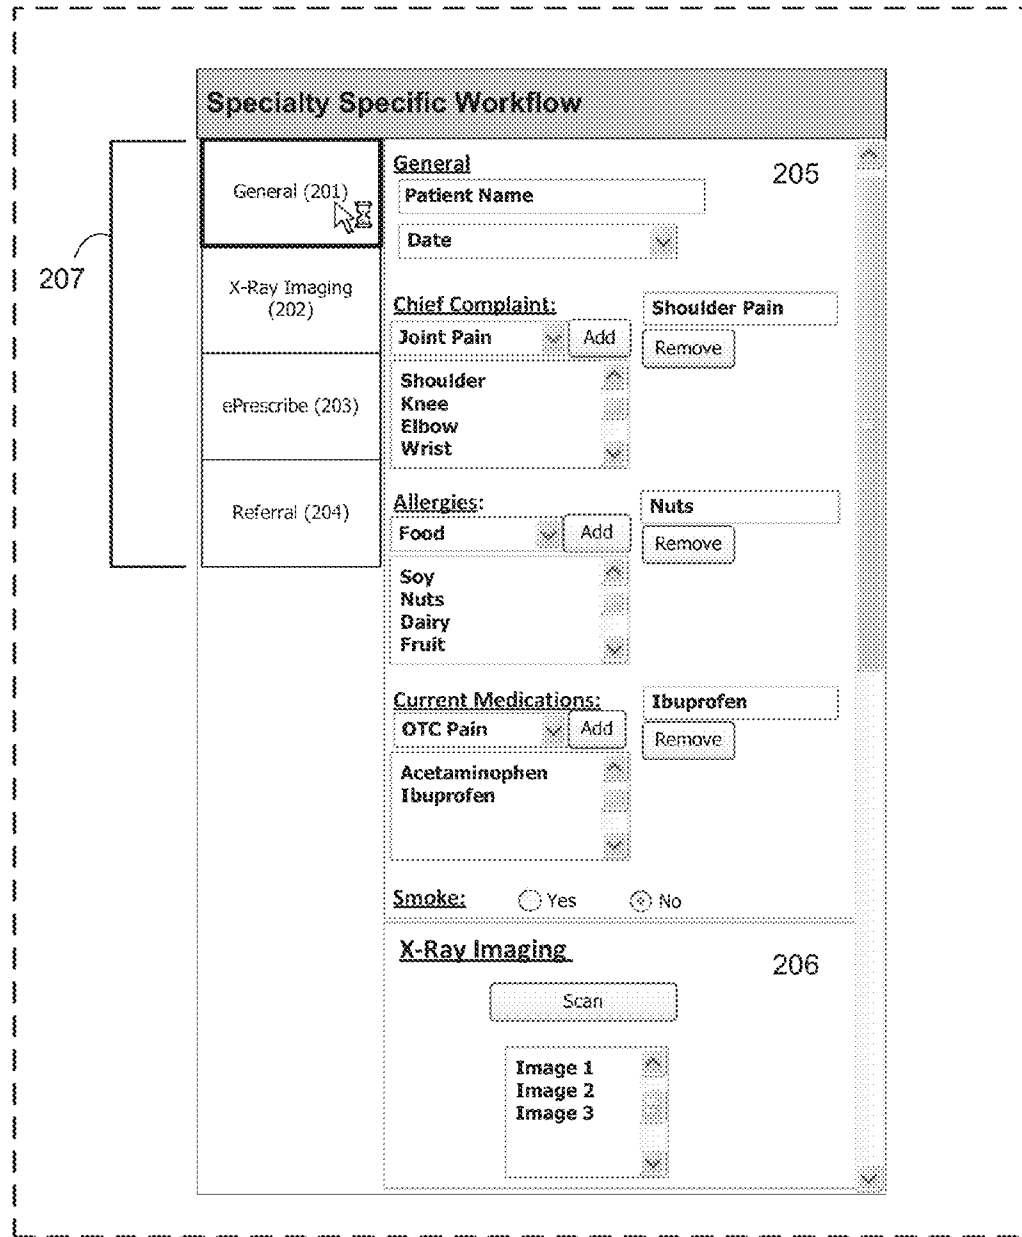 Specialty Specific Workflow
General (201)
X-Ray Imaging
(202)
ePrescribe (203)
Referral (204)
207
General
205
Patient Name
Date
Chief Complaint:
Shoulder Pain
Joint Pain
Add
Remove
Shoulder
Knee
Elbow
Wrist
Allergies:
Nuts
Food
Add
Remove
Soy
Nuts
Dairy
Fruit
Current Medications:
Ibuprofen
OTC Pain
Add
Remove
Acetaminophen
Ibuprofen
Smoke:
Yes
No
X-Ray Imaging
206
Scan
Image 1
Image 2
Image 3